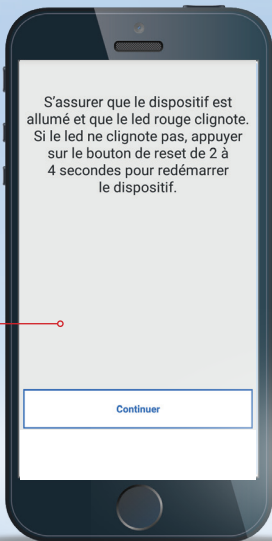 S'assurer que le dispositif est
allumé et que le led rouge clignote.
Si le led ne clignote pas, appuyer
sur le bouton de reset de 2 à
4 secondes pour redémarrer
le dispositif.
Continuer